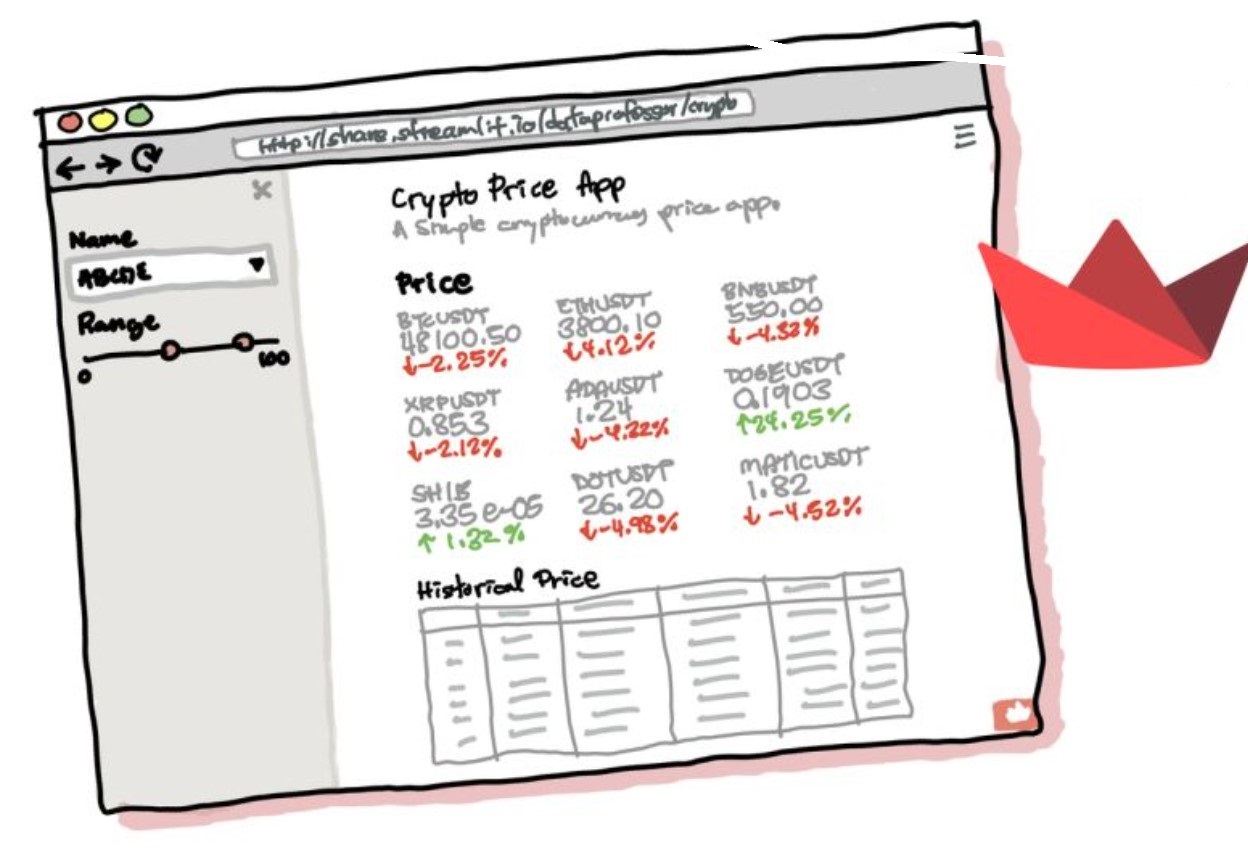 http://share.streamlit.io/dataprofessor/crypto
Crypto Price App
A Simple cryptocurrency price app.
Name
ABCDE
Range
0
100
Price
BTCUSDT
48100.50
↓-2.25%
ETHUSDT
3800.10
↓4.12%
BNBUSDT
550.00
↓-4.33%
XRPUSDT
0.853
↓-2.12%
ADAUSDT
1.24
↓-4.32%
DOGEUSDT
0.1903
↑24.25%
SHIB
3.35e-05
↑ 1.32%
DOTUSDT
26.20
↓-4.98%
MATICUSDT
1.82
↓ -4.52%
Historical Price